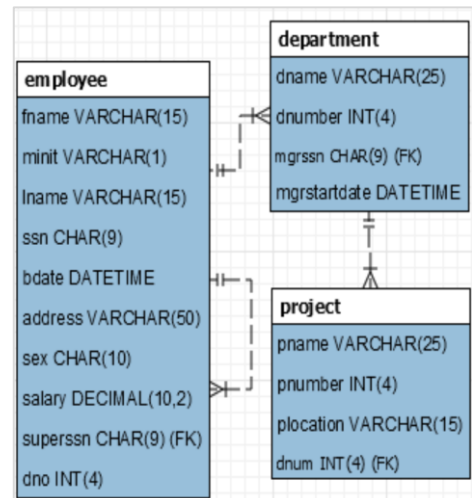 department
dname VARCHAR(25)
dnumber INT(4)
mgrssn CHAR(9) (FK)
mgrstartdate DATETIME
employee
fname VARCHAR(15)
minit VARCHAR(1)
lname VARCHAR(15)
ssn CHAR(9)
bdate DATETIME
address VARCHAR(50)
sex CHAR(10)
salary DECIMAL(10,2)
superssn CHAR(9) (FK)
dno INT(4)
project
pname VARCHAR(25)
pnumber INT(4)
plocation VARCHAR(15)
dnum INT(4) (FK)